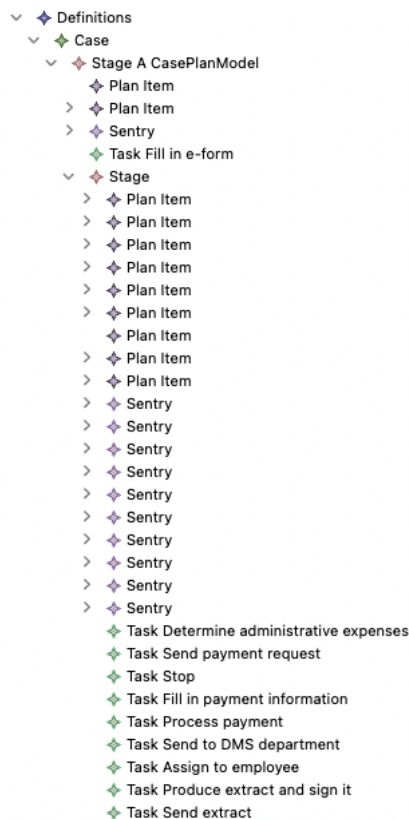 Definitions
Case
Stage A CasePlanModel
Plan Item
Plan Item
Sentry
Task Fill in e-form
Stage
Plan Item
Plan Item
Plan Item
Plan Item
Plan Item
Plan Item
Plan Item
Plan Item
Plan Item
Sentry
Sentry
Sentry
Sentry
Sentry
Sentry
Sentry
Sentry
Sentry
Sentry
Task Determine administrative expenses
Task Send payment request
Task Stop
Task Fill in payment information
Task Process payment
Task Send to DMS department
Task Assign to employee
Task Produce extract and sign it
Task Send extract